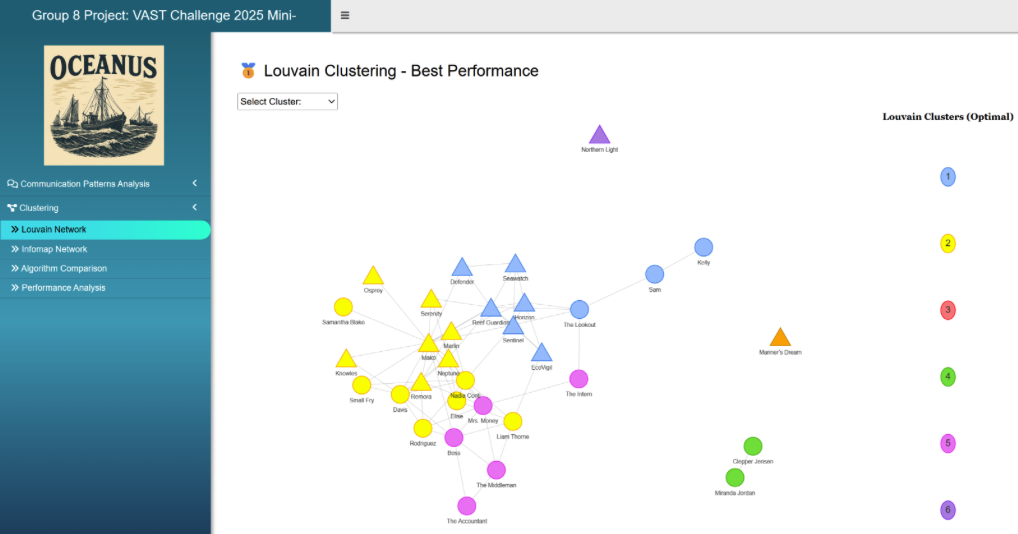 Group 8 Project: VAST Challenge 2025 Mini-
OCEANUS
Communication Patterns Analysis
Clustering
Louvain Network
Infomap Network
Algorithm Comparison
Performance Analysis
1
Louvain Clustering - Best Performance
Select Cluster:
Louvain Clusters (Optimal)
Northern Light
1
2
Kelly
Defender
Seawatch
Sam
Osprey
Serenity
Reef Guardian
Horizon
Samantha Blake
The Lookout
3
Sentinel
Marlin
Mako
Mariner's Dream
Knowles
Neptune
EcoVigil
4
Small Fry
Remora
Nadia Conti
The Intern
Davis
Elise
Mrs. Money
Rodriguez
Liam Thorne
5
Boss
Clepper Jensen
The Middleman
Miranda Jordan
6
The Accountant